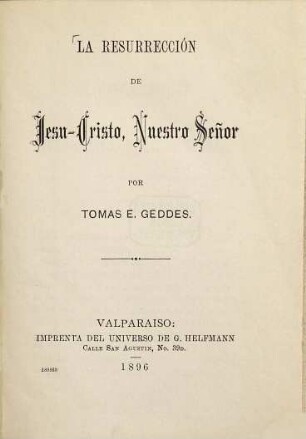 LA RESURRECCIÓN
DE
Jesu-Cristo, Nuestro Señor
POR
TOMAS E. GEDDES.
VALPARAISO:
IMPRENTA DEL UNIVERSO DE G. HELFMANN
CALLE SAN AGUSTIN, No. 39D.
1896